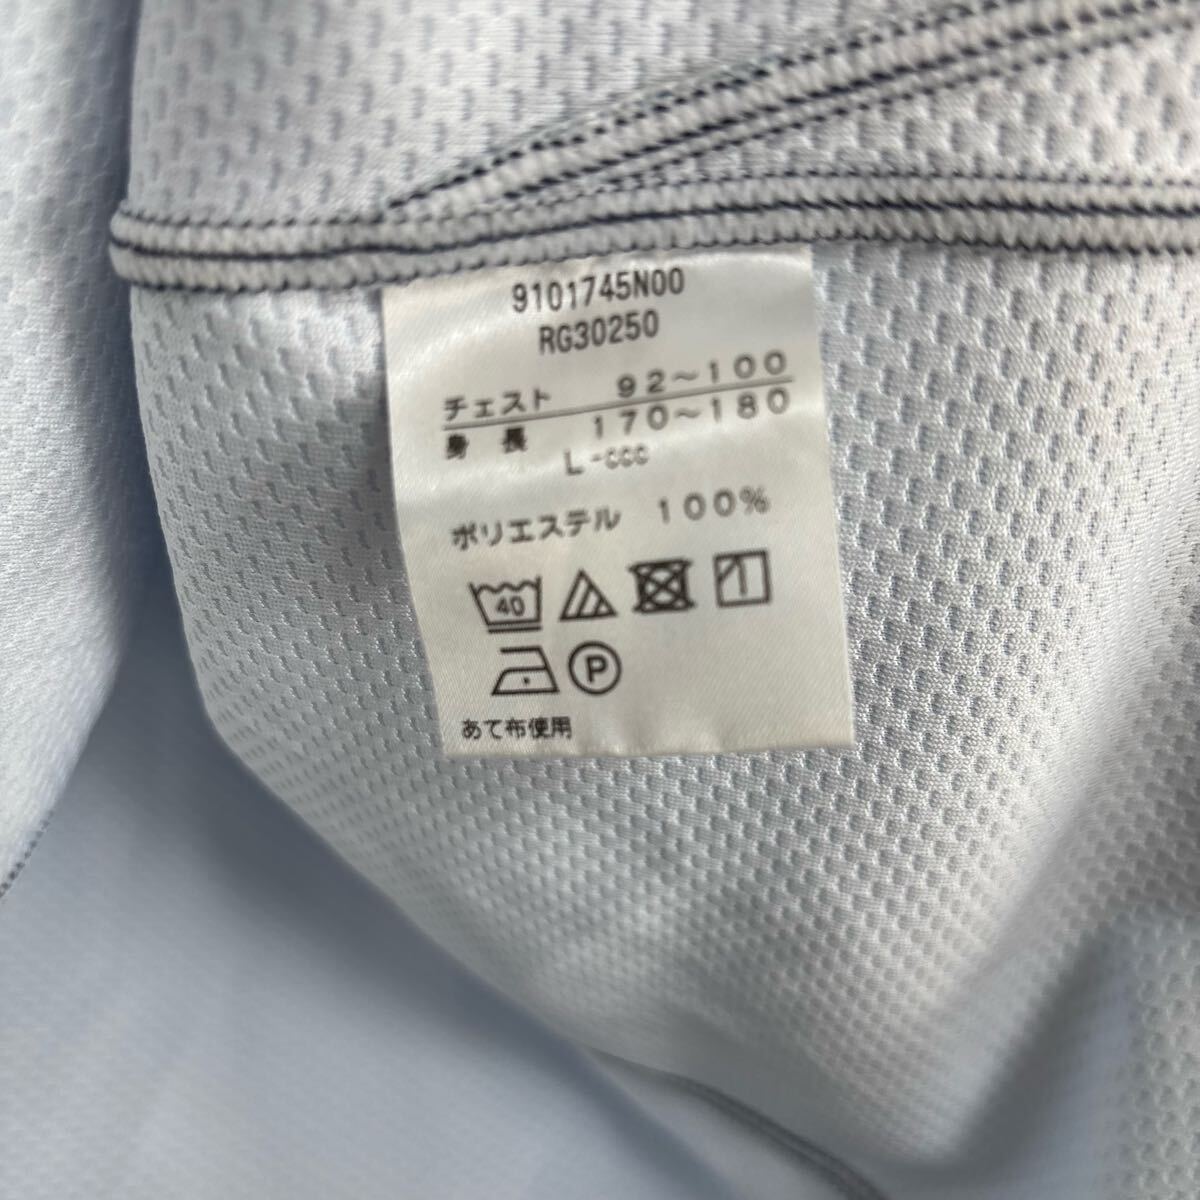 9101745N00
RG30250
チェスト 92～100
身長 170～180
L-CCC
ポリエステル 100%
40
P
あて布使用